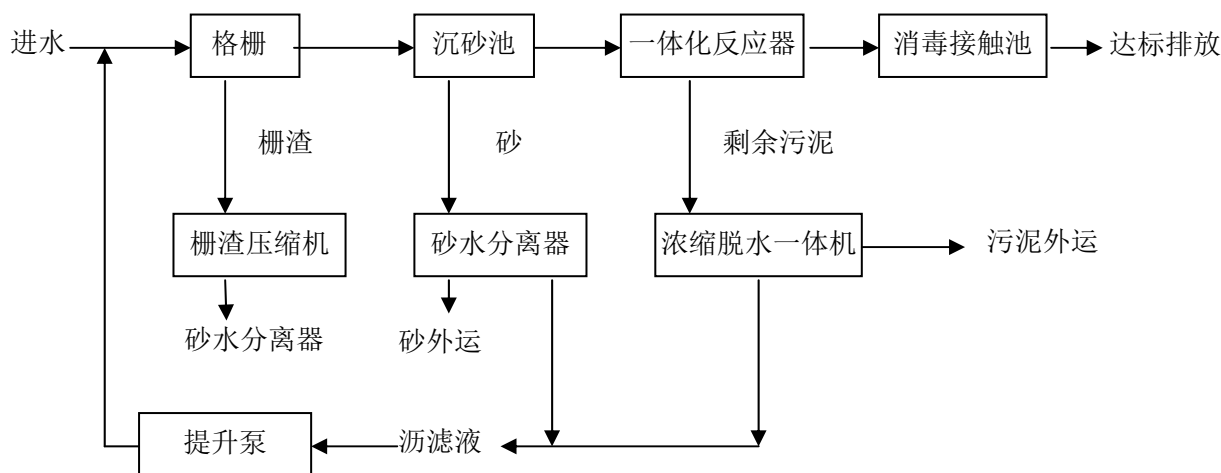 进水
格栅
沉砂池
一体化反应器
消毒接触池
达标排放
栅渣
砂
剩余污泥
栅渣压缩机
砂水分离器
浓缩脱水一体机
污泥外运
砂水分离器
砂外运
提升泵
沥滤液